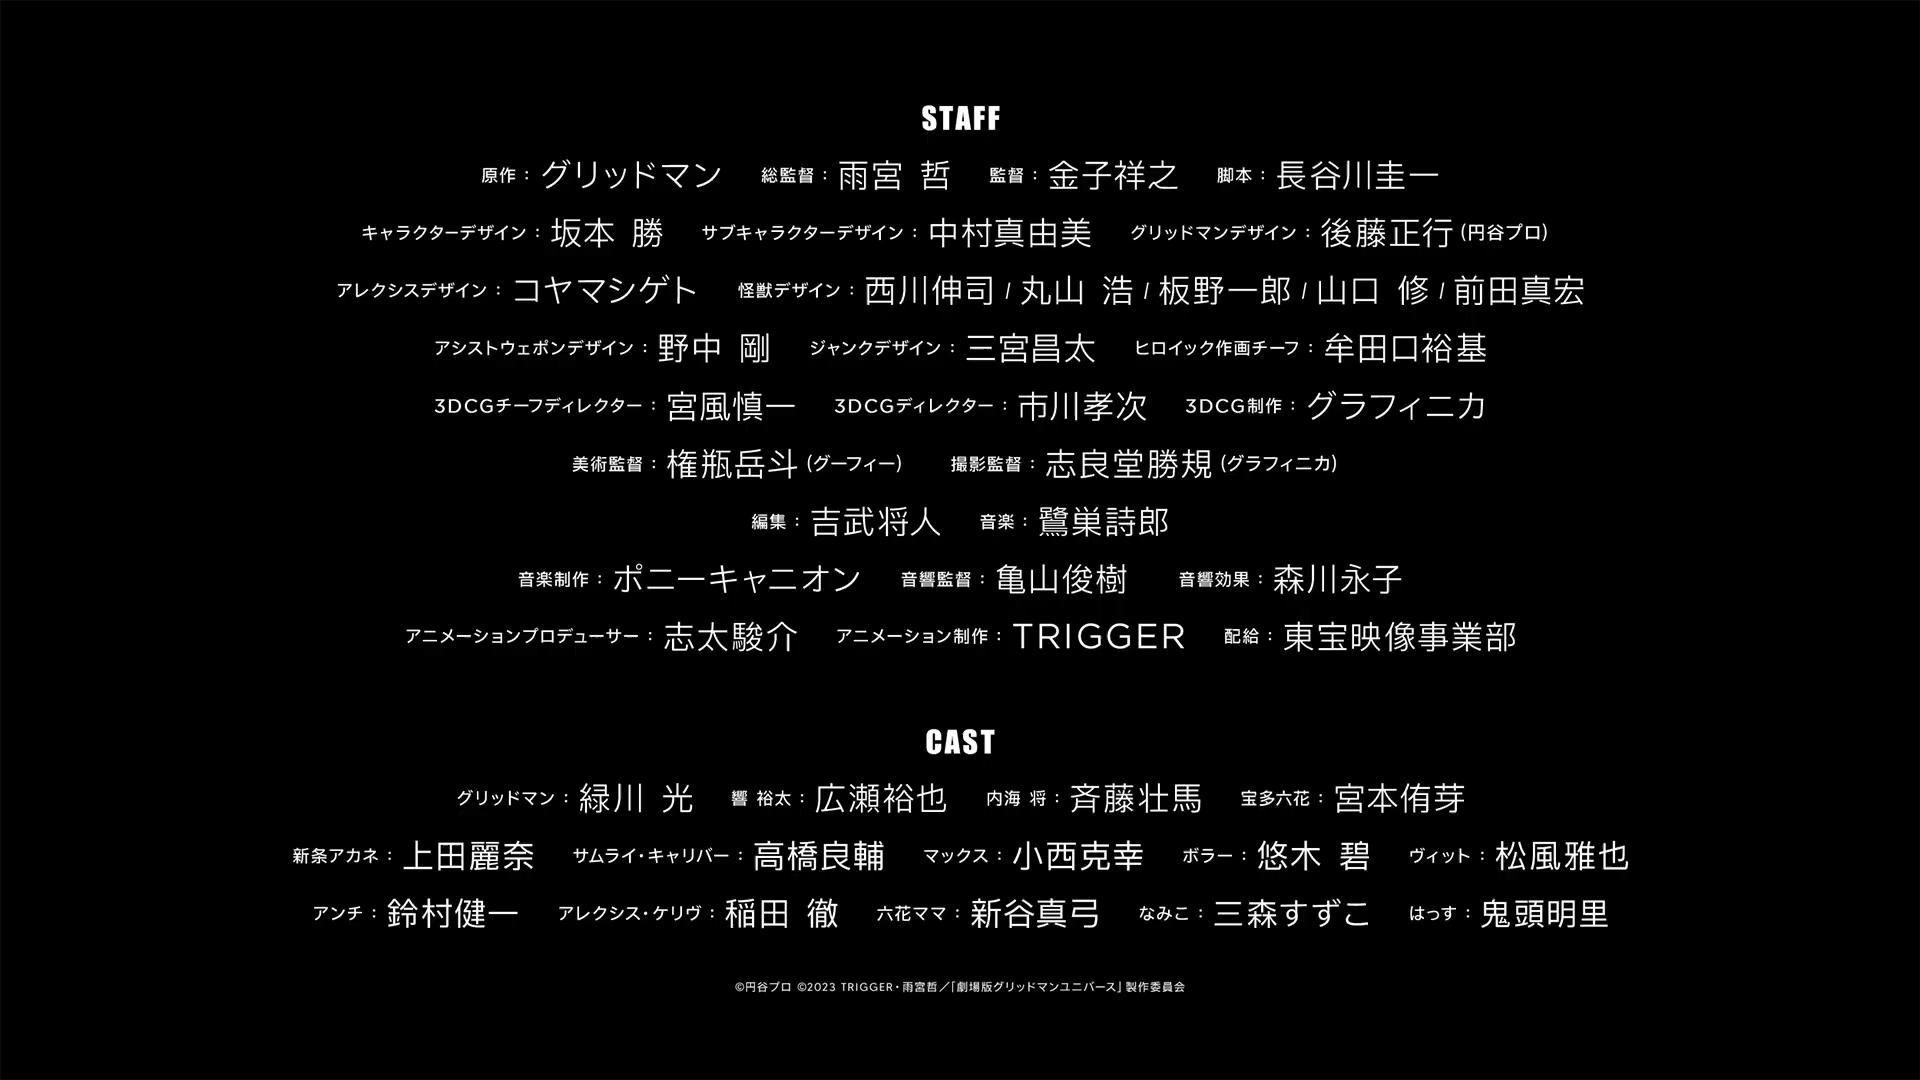 STAFF
原作：グリッドマン 総監督：雨宮 哲 監督：金子祥之 脚本：長谷川圭一
キャラクターデザイン：坂本 勝 サブキャラクターデザイン：中村真由美 グリッドマンデザイン：後藤正行(円谷プロ)
アレクシスデザイン：コヤマシゲト 怪獣デザイン：西川伸司/丸山 浩/板野一郎/山口 修/前田真宏
アシストウェポンデザイン：野中 剛 ジャンクデザイン：三宮昌太 ヒロイック作画チーフ：牟田口裕基
3DCGチーフディレクター：宮風慎一 3DCGディレクター：市川孝次 3DCG制作：グラフィニカ
美術監督：権瓶岳斗(グーフィー) 撮影監督：志良堂勝規(グラフィニカ)
編集：吉武将人 音楽：鷺巣詩郎
音楽制作：ポニーキャニオン 音響監督：亀山俊樹 音響効果：森川永子
アニメーションプロデューサー：志太駿介 アニメーション制作：TRIGGER 配給：東宝映像事業部
CAST
グリッドマン：緑川 光 響 裕太：広瀬裕也 内海 将：斉藤壮馬 宝多六花：宮本侑芽
新条アカネ：上田麗奈 サムライ・キャリバー：高橋良輔 マックス：小西克幸 ボラー：悠木 碧 ヴィット：松風雅也
アンチ：鈴村健一 アレクシス・ケリヴ：稲田 徹 六花ママ：新谷真弓 なみこ：三森すずこ はっす：鬼頭明里
©円谷プロ ©2023 TRIGGER・雨宮哲／「劇場版グリッドマンユニバース」製作委員会